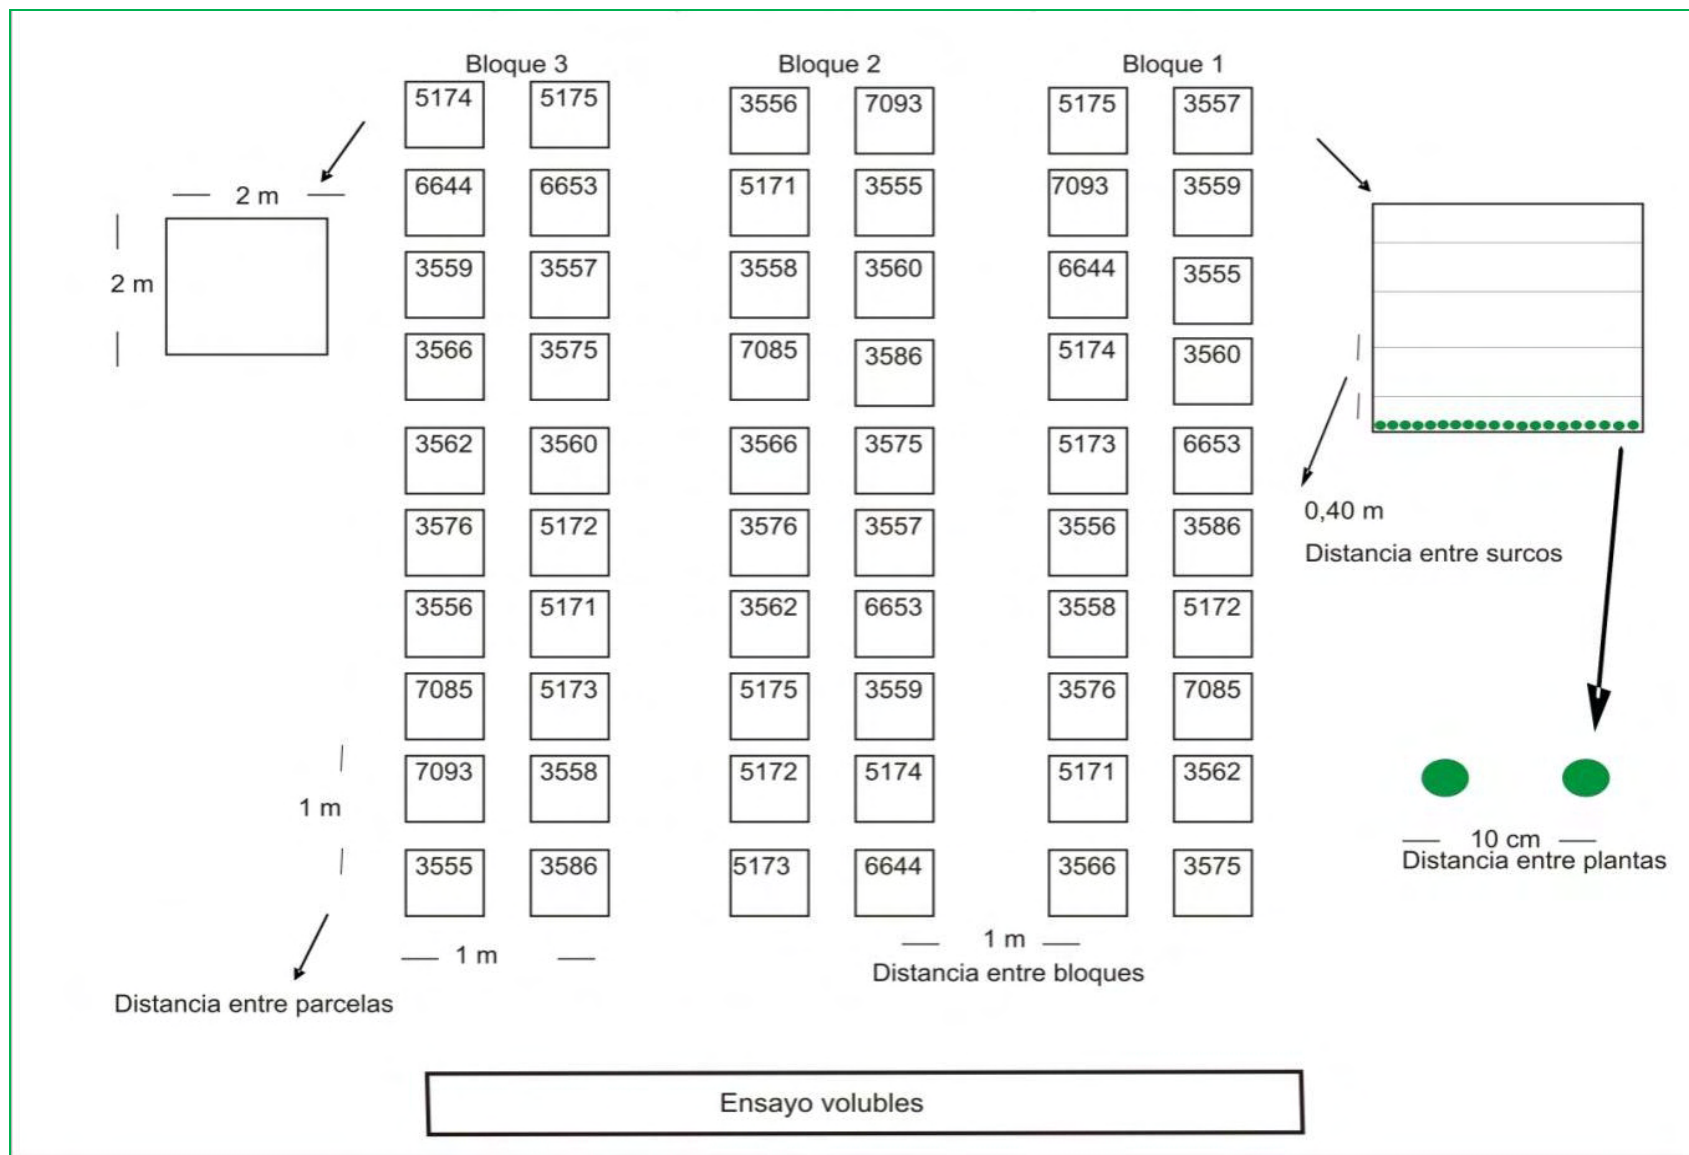 Bloque 3 Bloque 2 Bloque 1
5174 5175 3556 7093 5175 3557
6644 6653 5171 3555 7093 3559
2 m
3559 3557 3558 3560 6644 3555
2 m
3566 3575 7085 3586 5174 3560
3562 3560 3566 3575 5173 6653
0,40 m
3576 5172 3576 3557 3556 3586
Distancia entre surcos
3556 5171 3562 6653 3558 5172
7085 5173 5175 3559 3576 7085
7093 3558 5172 5174 5171 3562
1 m
10 cm
Distancia entre plantas
3555 3586 5173 6644 3566 3575
1 m
1 m
Distancia entre bloques
Distancia entre parcelas
Ensayo volubles